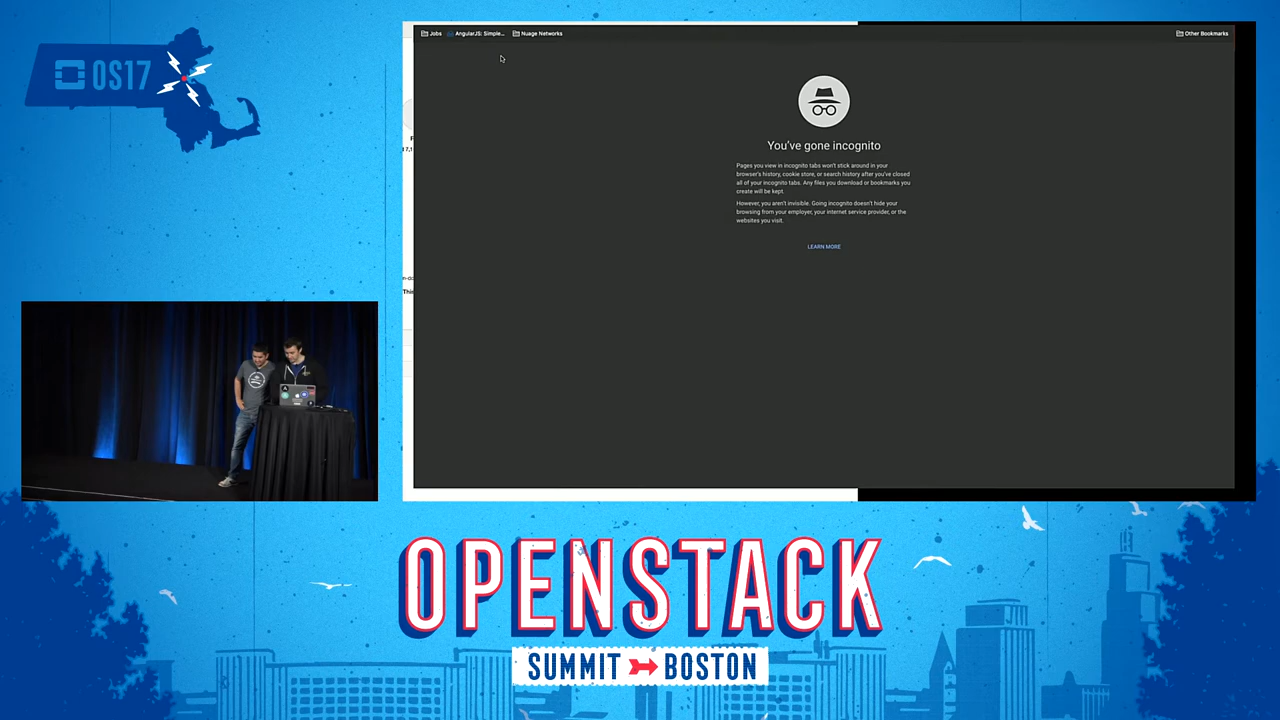 OS17
Jobs
AngularJS: Simple...
Nuage Networks
Other Bookmarks
You've gone incognito
Pages you view in incognito tabs won't stick around in your
browser's history, cookie store, or search history after you've closed
all of your incognito tabs. Any files you download or bookmarks you
create will be kept.
However, you aren't invisible. Going incognito doesn't hide your
browsing from your employer, your internet service provider, or the
websites you visit.
LEARN MORE
This
OPENSTACK
SUMMIT BOSTON